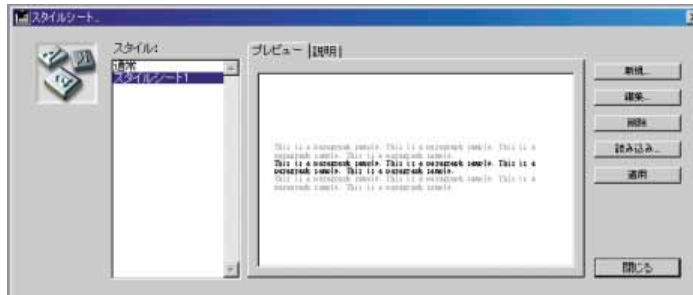 スタイルシート...
スタイル:
通常
スタイルシート1
プレビュー
説明
This is a paragraph sample. This is a paragraph sample. This is a
paragraph sample. This is a paragraph sample.
This is a paragraph sample. This is a paragraph sample. This is a
paragraph sample. This is a paragraph sample.
This is a paragraph sample. This is a paragraph sample. This is a
paragraph sample. This is a paragraph sample.
新規...
編集...
削除
読み込み...
適用
閉じる